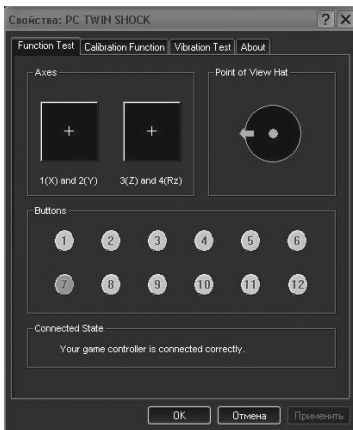 Свойства: PC TWIN SHOCK
Function Test Calibration Function Vibration Test About
Axes
Point of View Hat
1(X) and 2(Y) 3(Z) and 4(Rz)
Buttons
1 2 3 4 5 6
7 8 9 10 11 12
Connected State
Your game controller is connected correctly.
OK Отмена Применить